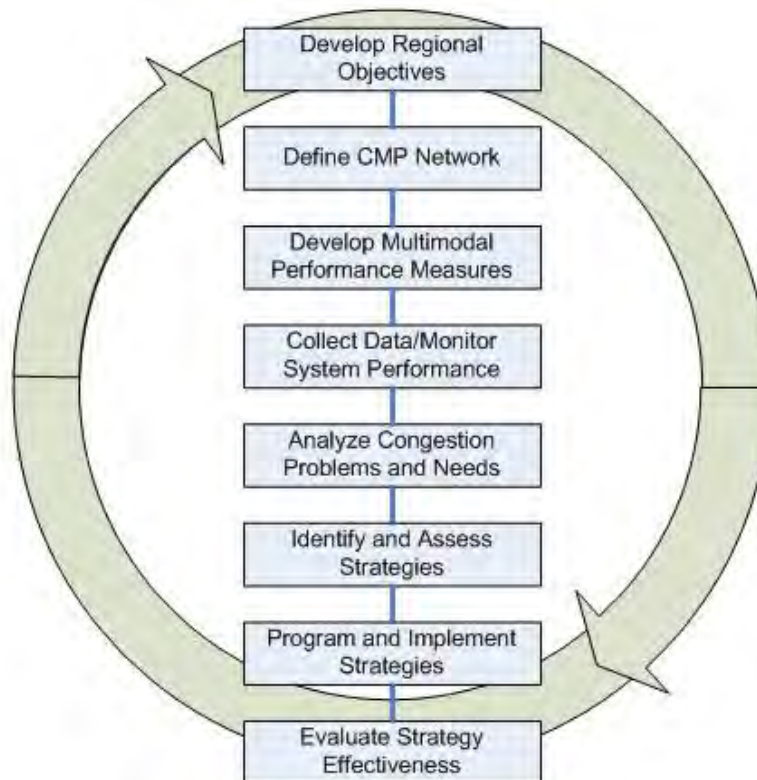 Develop Regional
Objectives
Define CMP Network
Develop Multimodal
Performance Measures
Collect Data/Monitor
System Performance
Analyze Congestion
Problems and Needs
Identify and Assess
Strategies
Program and Implement
Strategies
Evaluate Strategy
Effectiveness